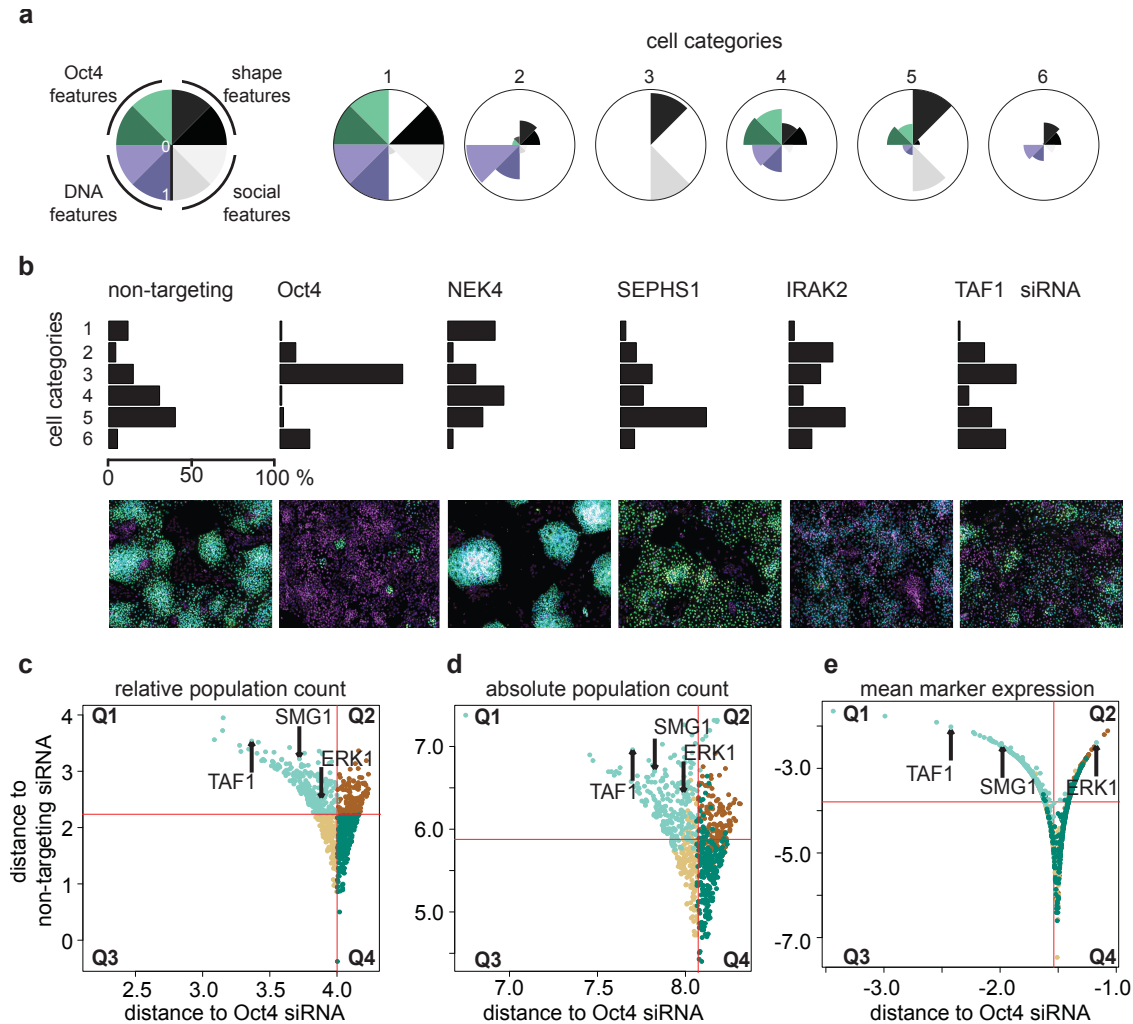 a
cell categories
Oct4
features
shape
features
DNA
features
social
features
0
1
1
2
3
4
5
6
b
non-targeting
Oct4
NEK4
SEPHS1
IRAK2
TAF1 siRNA
cell categories
1
2
3
4
5
6
0
50
100 %
c
relative population count
Q1
Q2
Q3
Q4
SMG1
ERK1
TAF1
4
3
2
1
0
2.5
3.0
3.5
4.0
distance to
non-targeting siRNA
distance to Oct4 siRNA
d
absolute population count
Q1
Q2
Q3
Q4
SMG1
ERK1
TAF1
7.0
6.0
5.0
7.0
7.5
8.0
distance to Oct4 siRNA
e
mean marker expression
Q1
Q2
Q3
Q4
TAF1
SMG1
ERK1
-3.0
-5.0
-7.0
-3.0
-2.0
-1.0
distance to Oct4 siRNA